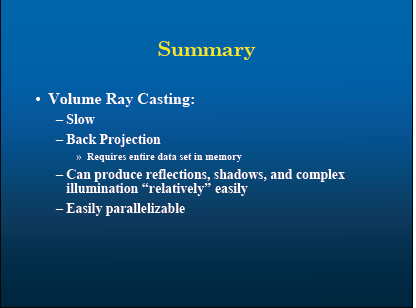 Summary
• Volume Ray Casting:
– Slow
– Back Projection
» Requires entire data set in memory
– Can produce reflections, shadows, and complex
illumination “relatively” easily
– Easily parallelizable